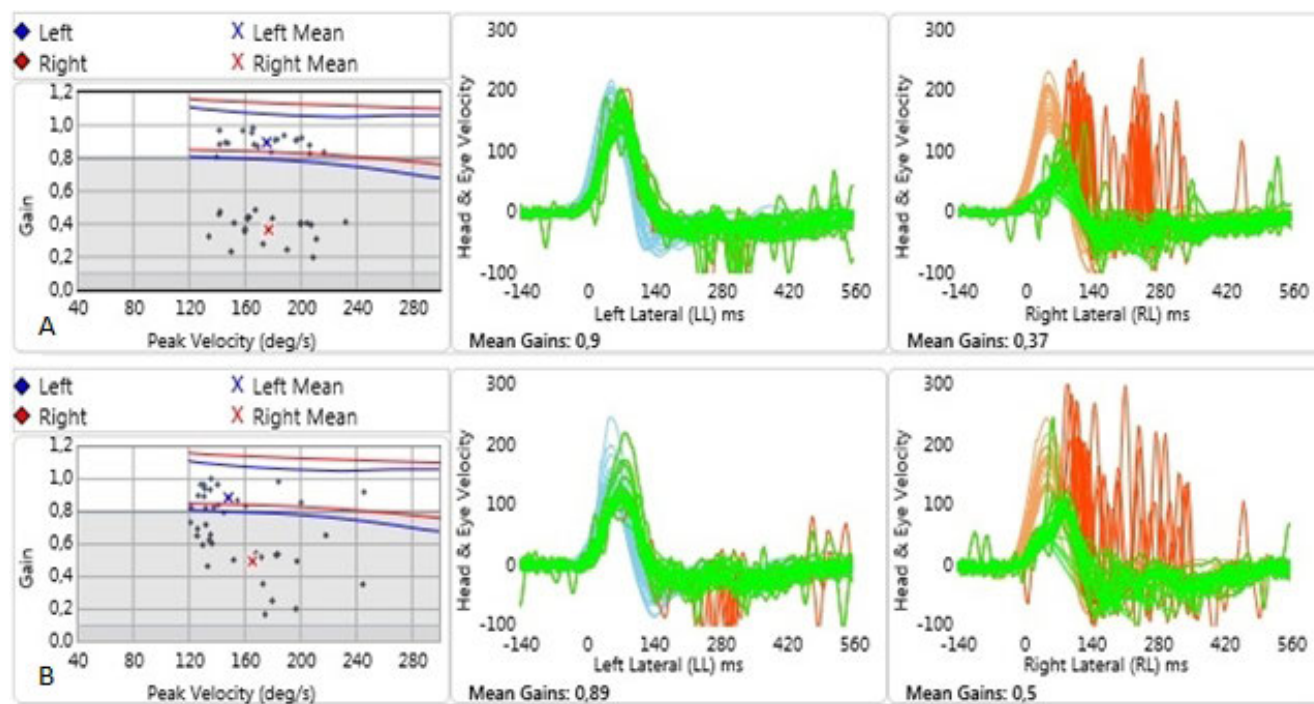 Left
Left Mean
Right
Right Mean
1,2
1,0
0,8
0,6
0,4
0,2
0,0
Gain
40 80 120 160 200 240 280
Peak Velocity (deg/s)
A
300
200
100
0
-100
Head & Eye Velocity
-140 0 140 280 420 560
Left Lateral (LL) ms
Mean Gains: 0,9
300
200
100
0
-100
Head & Eye Velocity
-140 0 140 280 420 560
Right Lateral (RL) ms
Mean Gains: 0,37
Left
Left Mean
Right
Right Mean
1,2
1,0
0,8
0,6
0,4
0,2
0,0
Gain
40 80 120 160 200 240 280
Peak Velocity (deg/s)
B
300
200
100
0
-100
Head & Eye Velocity
-140 0 140 280 420 560
Left Lateral (LL) ms
Mean Gains: 0,89
300
200
100
0
-100
Head & Eye Velocity
-140 0 140 280 420 560
Right Lateral (RL) ms
Mean Gains: 0,5